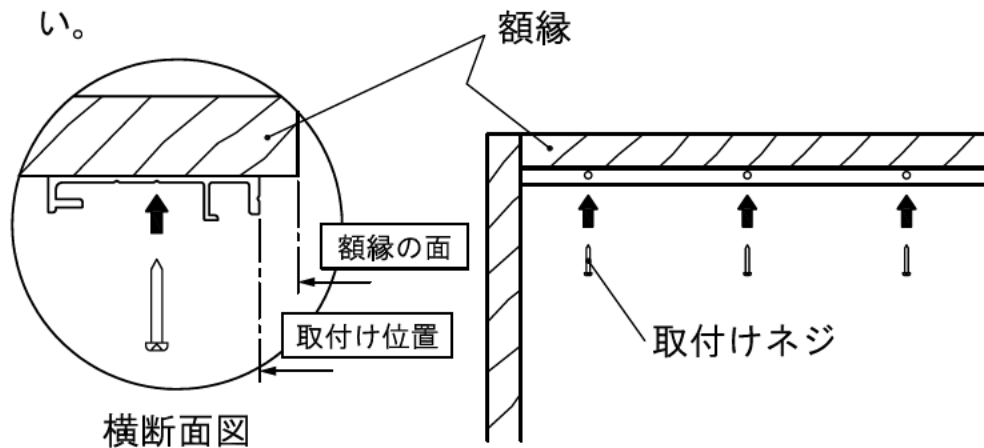 い。
額縁
額縁の面
取付け位置
取付けネジ
横断面図